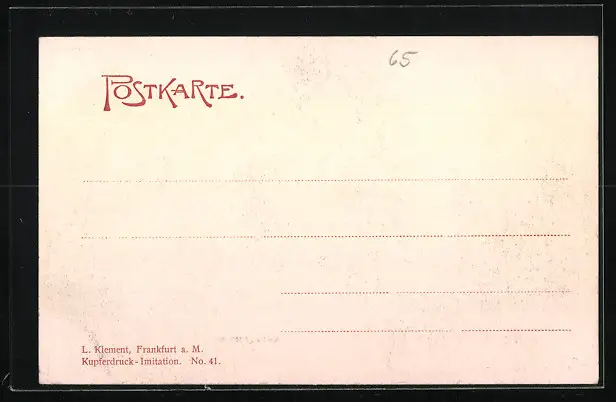 65
POSTKARTE.
L. Klement, Frankfurt a. M.
Kupferdruck-Imitation. No. 41.